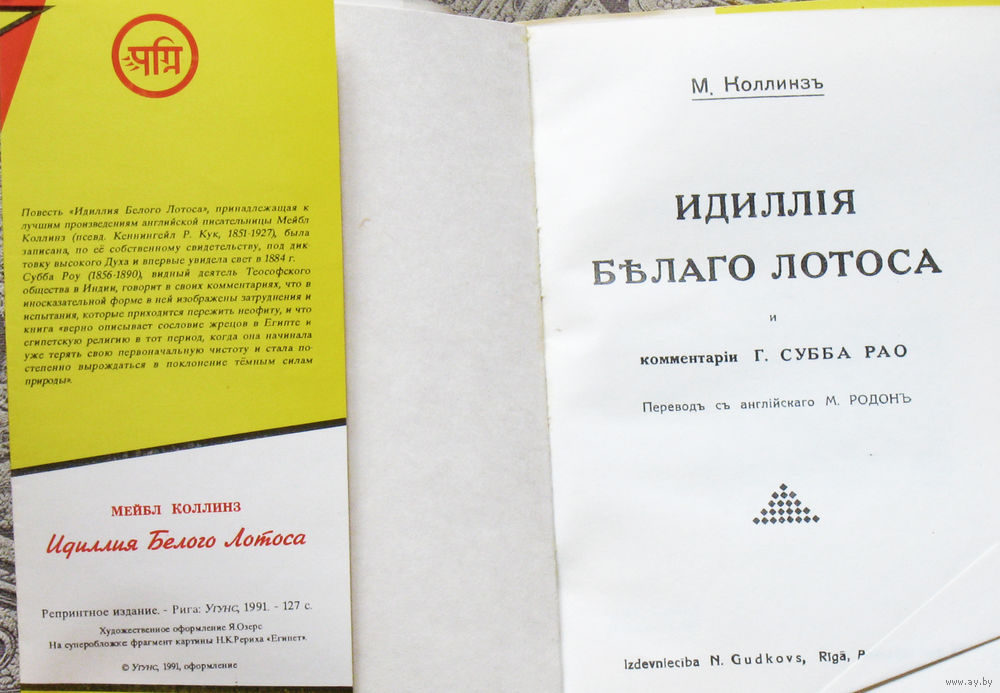 Повесть «Идиллия Белого Лотоса», принадлежащая к
лучшим произведениям английской писательницы Мейбл
Коллинз (псевд. Кеннингейл Р. Кук, 1851-1927), была
записана, по её собственному свидетельству, под дик-
товку высокого Духа и впервые увидела свет в 1884 г.
Субба Роу (1856-1890), видный деятель Теософского
общества в Индии, говорит в своих комментариях, что в
иносказательной форме в ней изображены затруднения и
испытания, которые приходится пережить неофиту, и что
книга «верно описывает сословие жрецов в Египте и
египетскую религию в тот период, когда она начинала
уже терять свою первоначальную чистоту и стала по-
степенно вырождаться в поклонение тёмным силам
природы».
МЕЙБЛ КОЛЛИНЗ
Идиллия Белого Лотоса
Репринтное издание. - Рига: УГУНС, 1991. - 127 с.
Художественное оформление Я.Озерс
На суперобложке фрагмент картины Н.К.Рериха «Египет».
© УГУНС, 1991, оформление
М. Коллинзъ
ИДИЛЛІЯ
БѢЛАГО ЛОТОСА
и
комментаріи Г. СУББА РАО
Переводъ съ англійскаго М. РОДОНЪ
Izdevniecība N. Gudkovs, Rīgā,
www.ay.by